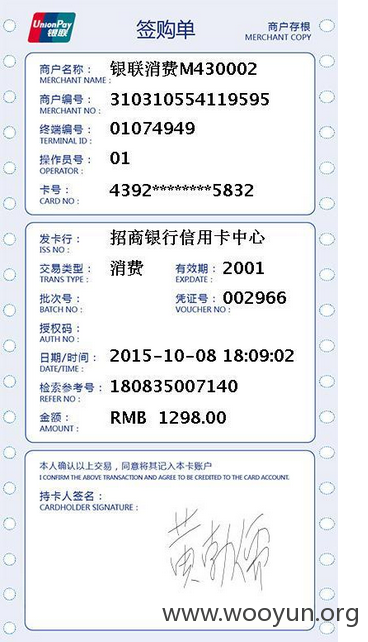 UnionPay
银联
签购单
商户存根
MERCHANT COPY
商户名称： 银联消费M430002
MERCHANT NAME :
商户编号： 310310554119595
MERCHANT NO :
终端编号： 01074949
TERMINAL ID :
操作员号： 01
OPERATOR :
卡号： 4392********5832
CARD NO :
发卡行： 招商银行信用卡中心
ISS NO :
交易类型： 消费 有效期： 2001
TRANS TYPE : EXP.DATE :
批次号： 凭证号： 002966
BATCH NO : VOUCHER NO :
授权码：
AUTH NO :
日期/时间： 2015-10-08 18:09:02
DATE/TIME :
检索参考号： 180835007140
REFER NO :
金额： RMB 1298.00
AMOUNT :
本人确认以上交易，同意将其记入本卡账户
I CONFIRM THE ABOVE TRANSACTION AND AGREE TO BE CREDITED TO THE CARD ACCOUNT.
持卡人签名：
CARDHOLDER SIGNATURE :
www.wooyun.org